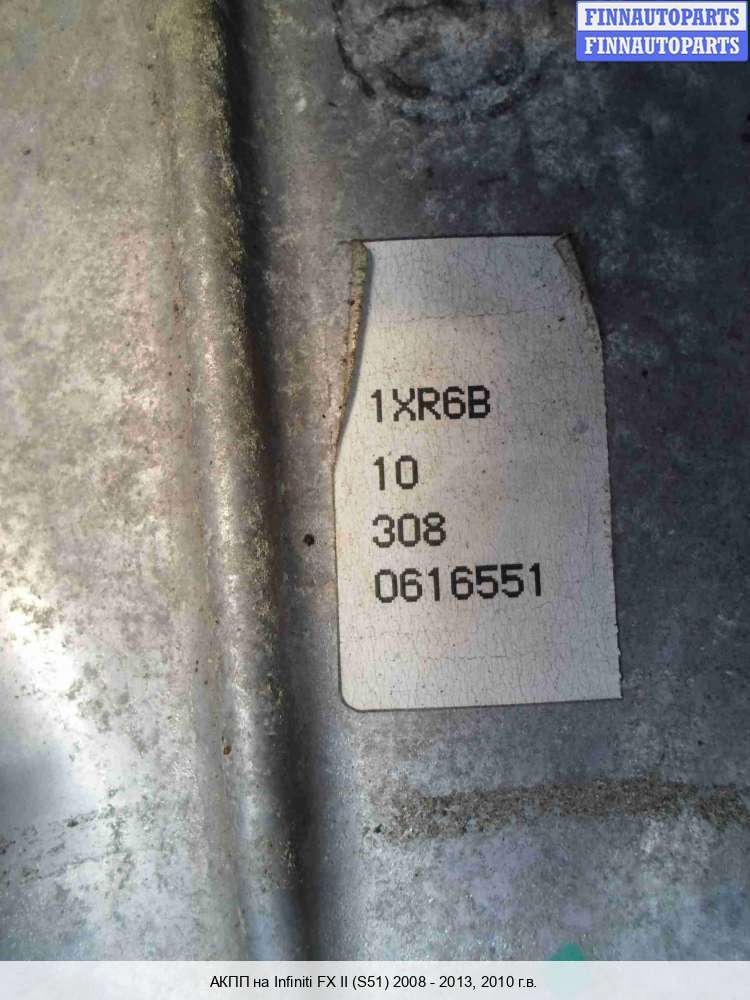 FINNAUTOPARTS
FINNAUTOPARTS
1XR6B
10
308
0616551
АКПП на Infiniti FX II (S51) 2008 - 2013, 2010 г.в.